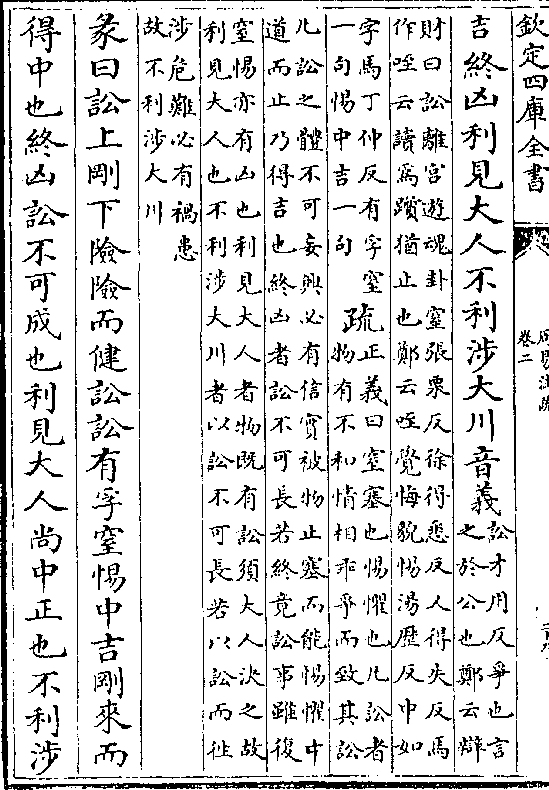 欽定四庫全書
卷二
吉終凶利見大人不利涉大川音義訟才用反爭也言
之於公也鄭云辯
財曰訟離宮遊魂卦窒張栗反徐得悉反人得失反馬
作咥云讀爲躓猶止也鄭云咥覺悔貌惕湯歷反中如
字馬丁仲反有孚窒
一句惕中吉一句
疏正義曰窒塞也惕懼也凡訟者
物有不和情相乖爭而致其訟
凡訟之體不可妄興必有信實被物止塞而能惕懼中
道而止乃得吉也終凶者訟不可長若終竟訟事雖復
窒惕亦有凶也利見大人者物既有訟須大人決之故
利見大人也不利涉大川者以訟不可長若以訟而往
涉危難必有禍患
故不利涉大川
彖曰訟上剛下險險而健訟訟有孚窒惕中吉剛來而
得中也終凶訟不可成也利見大人尚中正也不利涉